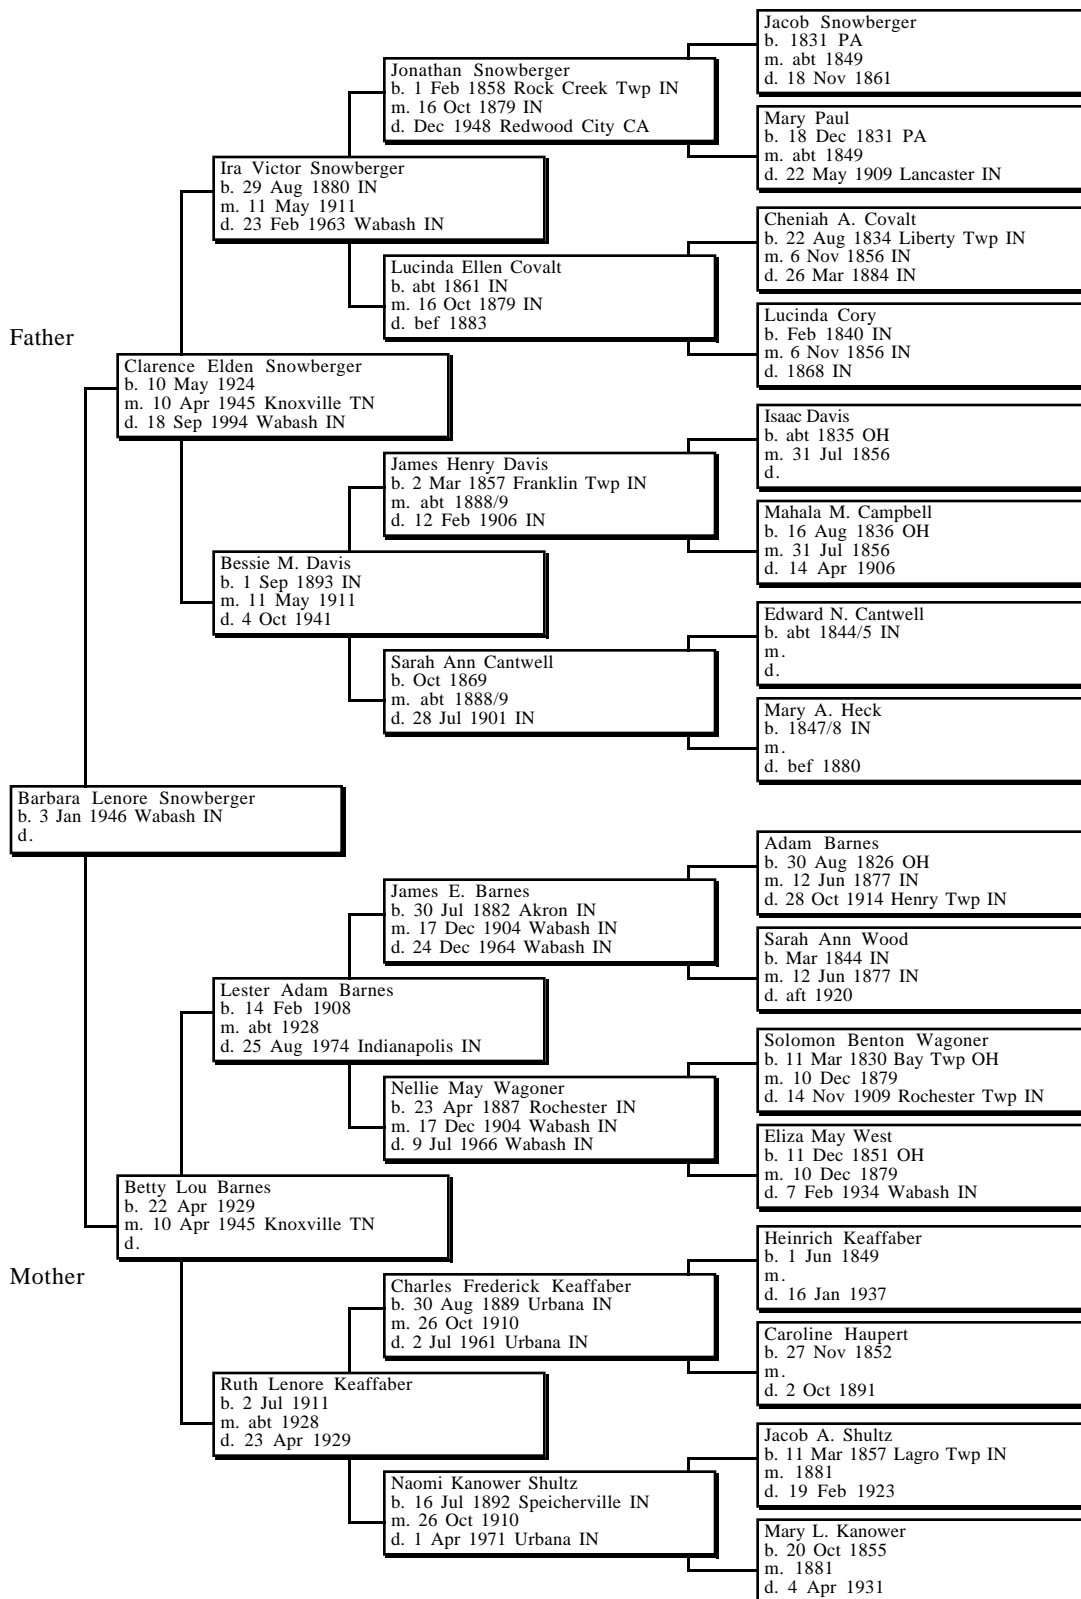 Jacob Snowberger
b. 1831 PA
m. abt 1849
d. 18 Nov 1861
Jonathan Snowberger
b. 1 Feb 1858 Rock Creek Twp IN
m. 16 Oct 1879 IN
d. Dec 1948 Redwood City CA
Mary Paul
b. 18 Dec 1831 PA
m. abt 1849
d. 22 May 1909 Lancaster IN
Ira Victor Snowberger
b. 29 Aug 1880 IN
m. 11 May 1911
d. 23 Feb 1963 Wabash IN
Cheniah A. Covalt
b. 22 Aug 1834 Liberty Twp IN
m. 6 Nov 1856 IN
d. 26 Mar 1884 IN
Lucinda Ellen Covalt
b. abt 1861 IN
m. 16 Oct 1879 IN
d. bef 1883
Lucinda Cory
b. Feb 1840 IN
m. 6 Nov 1856 IN
d. 1868 IN
Father
Clarence Elden Snowberger
b. 10 May 1924
m. 10 Apr 1945 Knoxville TN
d. 18 Sep 1994 Wabash IN
Isaac Davis
b. abt 1835 OH
m. 31 Jul 1856
d.
James Henry Davis
b. 2 Mar 1857 Franklin Twp IN
m. abt 1888/9
d. 12 Feb 1906 IN
Mahala M. Campbell
b. 16 Aug 1836 OH
m. 31 Jul 1856
d. 14 Apr 1906
Bessie M. Davis
b. 1 Sep 1893 IN
m. 11 May 1911
d. 4 Oct 1941
Edward N. Cantwell
b. abt 1844/5 IN
m.
d.
Sarah Ann Cantwell
b. Oct 1869
m. abt 1888/9
d. 28 Jul 1901 IN
Mary A. Heck
b. 1847/8 IN
m.
d. bef 1880
Barbara Lenore Snowberger
b. 3 Jan 1946 Wabash IN
d.
Adam Barnes
b. 30 Aug 1826 OH
m. 12 Jun 1877 IN
d. 28 Oct 1914 Henry Twp IN
James E. Barnes
b. 30 Jul 1882 Akron IN
m. 17 Dec 1904 Wabash IN
d. 24 Dec 1964 Wabash IN
Sarah Ann Wood
b. Mar 1844 IN
m. 12 Jun 1877 IN
d. aft 1920
Lester Adam Barnes
b. 14 Feb 1908
m. abt 1928
d. 25 Aug 1974 Indianapolis IN
Solomon Benton Wagoner
b. 11 Mar 1830 Bay Twp OH
m. 10 Dec 1879
d. 14 Nov 1909 Rochester Twp IN
Nellie May Wagoner
b. 23 Apr 1887 Rochester IN
m. 17 Dec 1904 Wabash IN
d. 9 Jul 1966 Wabash IN
Eliza May West
b. 11 Dec 1851 OH
m. 10 Dec 1879
d. 7 Feb 1934 Wabash IN
Betty Lou Barnes
b. 22 Apr 1929
m. 10 Apr 1945 Knoxville TN
d.
Mother
Heinrich Keaffaber
b. 1 Jun 1849
m.
d. 16 Jan 1937
Charles Frederick Keaffaber
b. 30 Aug 1889 Urbana IN
m. 26 Oct 1910
d. 2 Jul 1961 Urbana IN
Caroline Haupert
b. 27 Nov 1852
m.
d. 2 Oct 1891
Ruth Lenore Keaffaber
b. 2 Jul 1911
m. abt 1928
d. 23 Apr 1929
Jacob A. Shultz
b. 11 Mar 1857 Lagro Twp IN
m. 1881
d. 19 Feb 1923
Naomi Kanower Shultz
b. 16 Jul 1892 Speicherville IN
m. 26 Oct 1910
d. 1 Apr 1971 Urbana IN
Mary L. Kanower
b. 20 Oct 1855
m. 1881
d. 4 Apr 1931